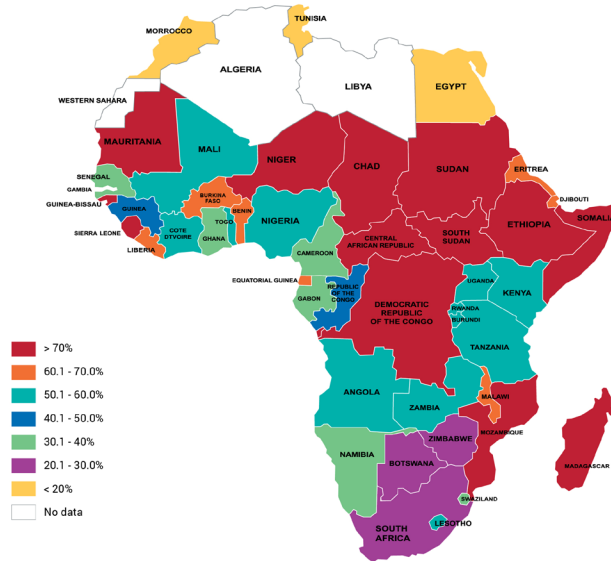 MORROCCO
TUNISIA
ALGERIA
LIBYA
EGYPT
WESTERN SAHARA
MAURITANIA
MALI
NIGER
CHAD
SUDAN
ERITREA
SENEGAL
GAMBIA
GUINEA-BISSAU
GUINEA
BURKINA
FASO
BENIN
TOGO
NIGERIA
DJIBOUTI
SOMALIA
ETHIOPIA
SIERRA LEONE
LIBERIA
COTE
DTVOIRE
GHANA
CAMEROON
CENTRAL
AFRICAN REPUBLIC
SOUTH
SUDAN
EQUATORIAL GUINEA
GABON
REPUBLIC
OF THE
CONGO
DEMOCRATIC
REPUBLIC
OF THE CONGO
UGANDA
KENYA
RWANDA
BURUNDI
TANZANIA
ANGOLA
ZAMBIA
MALAWI
MOZAMBIQUE
ZIMBABWE
NAMIBIA
BOTSWANA
MADAGASCAR
SWAZILAND
LESOTHO
SOUTH
AFRICA
> 70%
60.1 - 70.0%
50.1 - 60.0%
40.1 - 50.0%
30.1 - 40%
20.1 - 30.0%
< 20%
No data